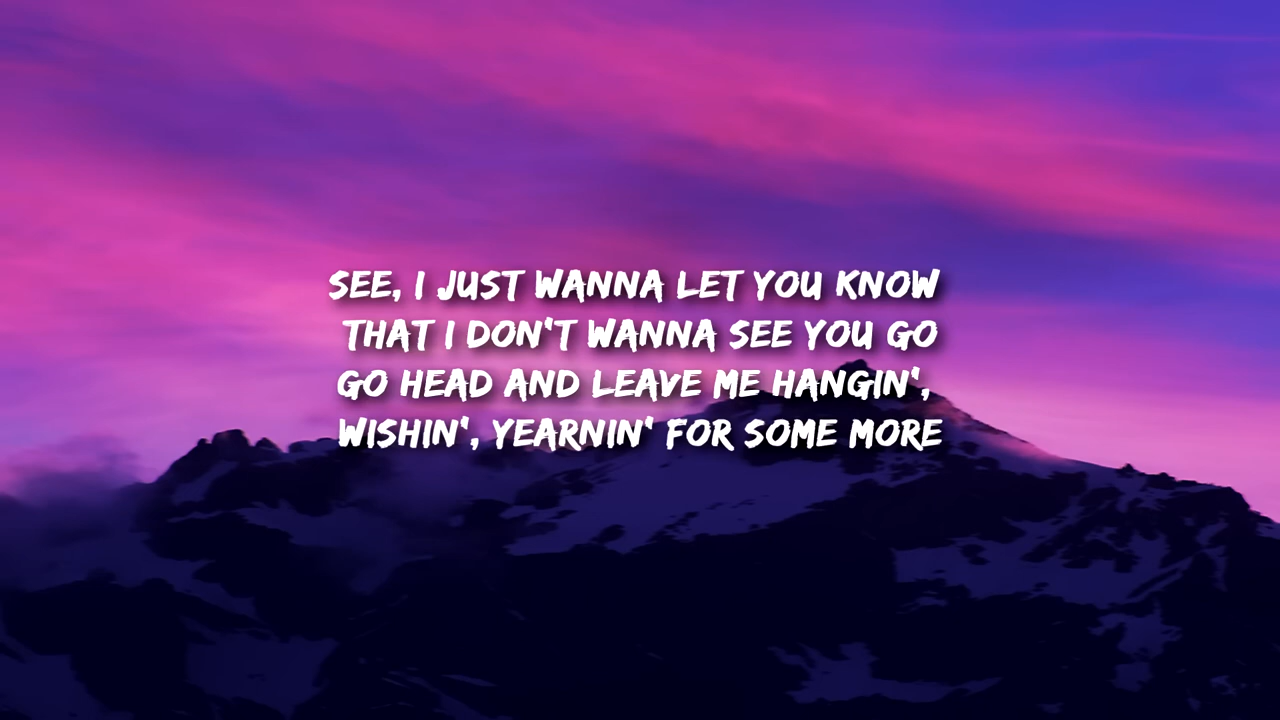 SEE, I JUST WANNA LET YOU KNOW
THAT I DON'T WANNA SEE YOU GO
GO HEAD AND LEAVE ME HANGIN',
WISHIN', YEARNIN' FOR SOME MORE